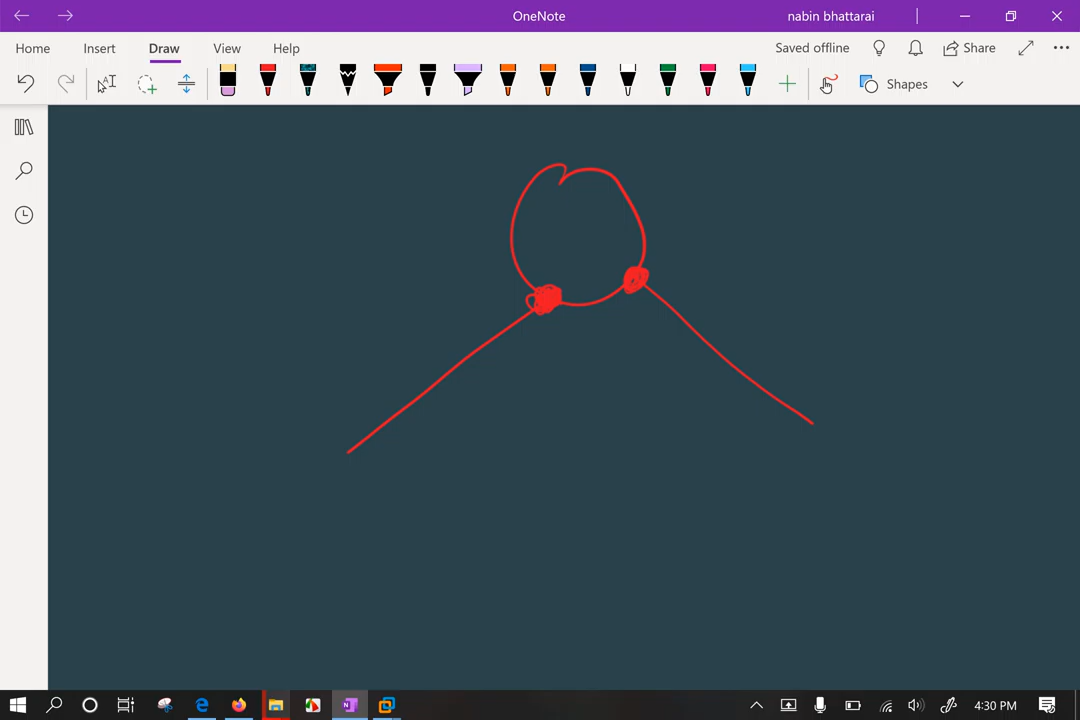 OneNote
nabin bhattarai
Home Insert Draw View Help
Saved offline
Share
Shapes
4:30 PM